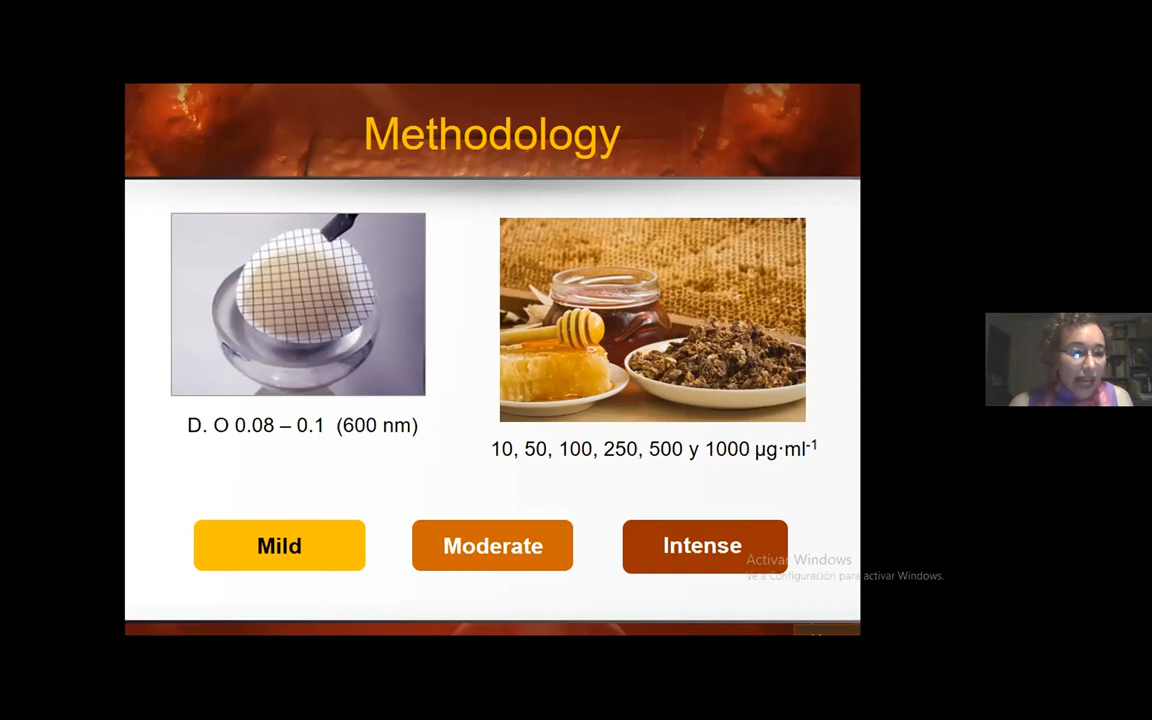 Methodology
D. O 0.08 – 0.1 (600 nm)
10, 50, 100, 250, 500 y 1000 µg·ml-1
Mild
Moderate
Intense
Activar Windows
Ve a Configuración para activar Windows.